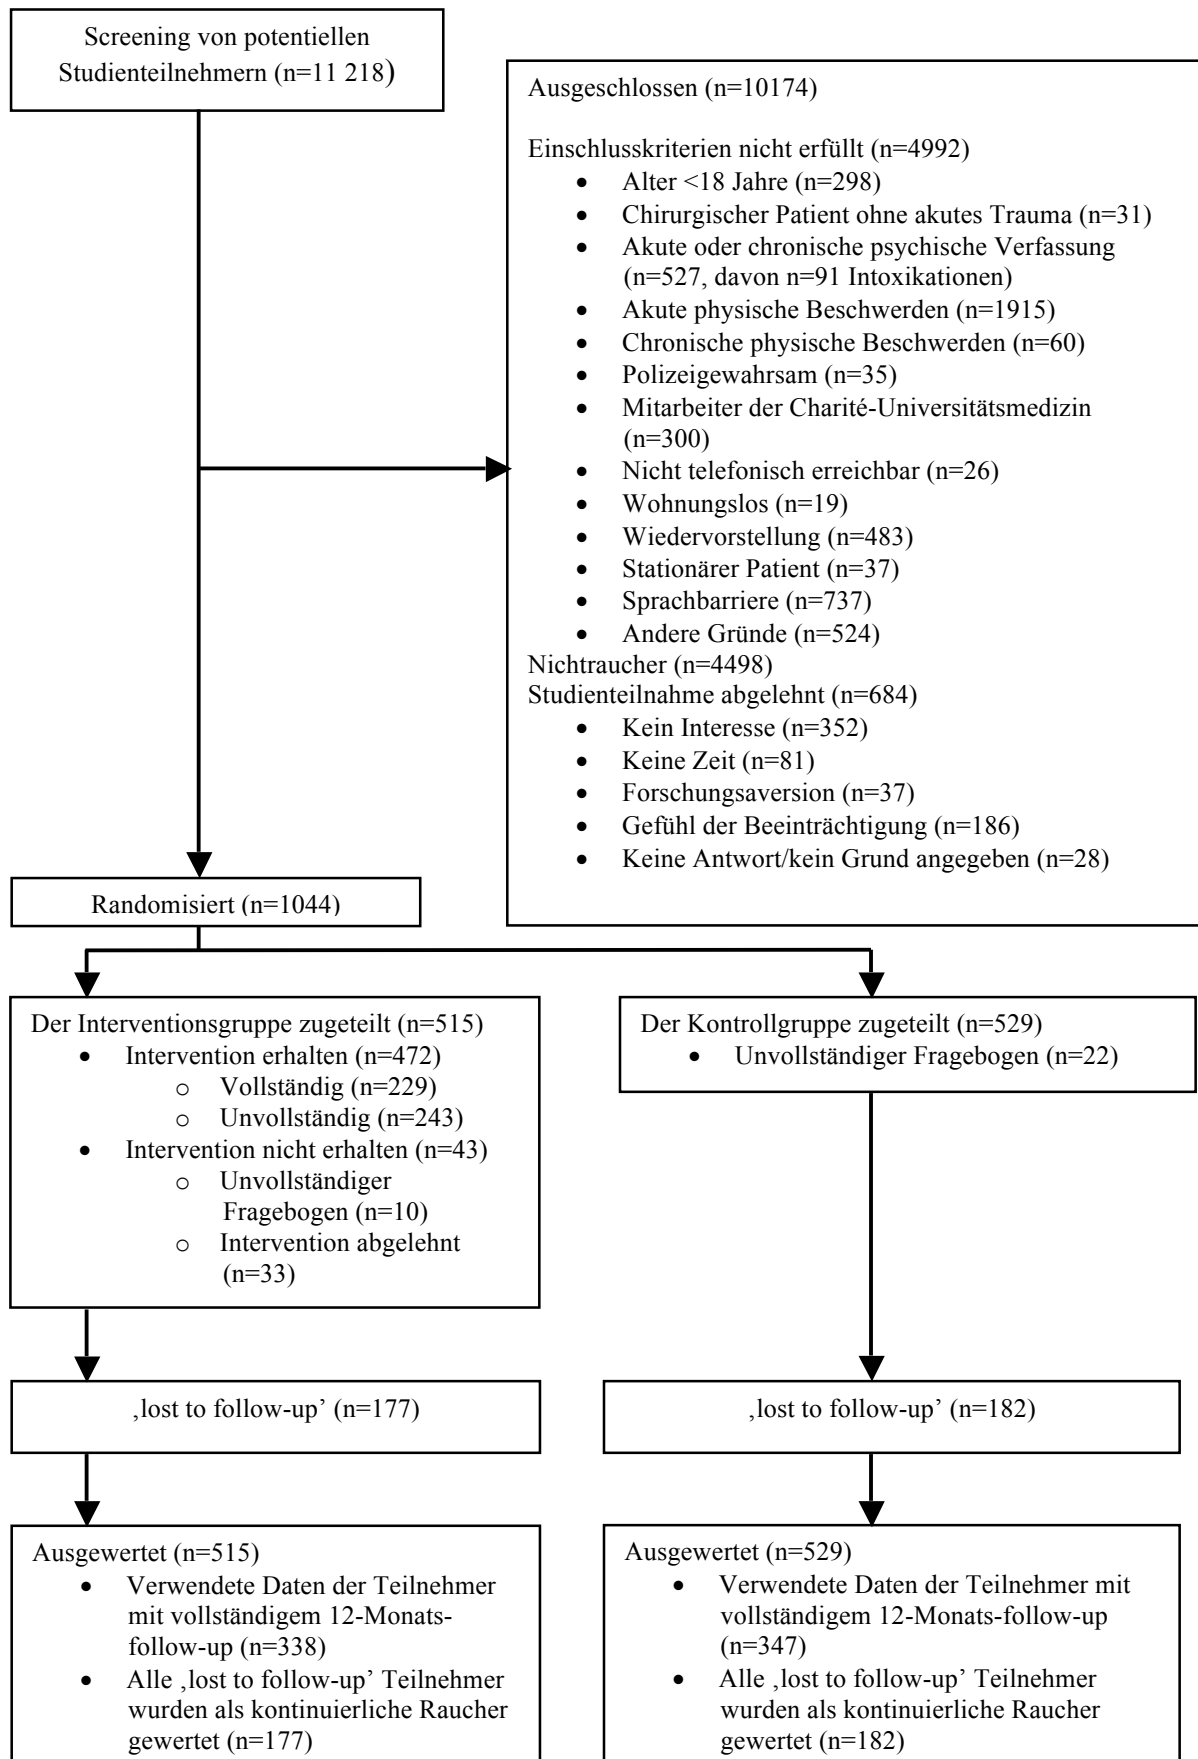 Screening von potentiellen
Studienteilnehmern (n=11 218)
Ausgeschlossen (n=10174)
Einschlusskriterien nicht erfüllt (n=4992)
• Alter <18 Jahre (n=298)
• Chirurgischer Patient ohne akutes Trauma (n=31)
• Akute oder chronische psychische Verfassung
(n=527, davon n=91 Intoxikationen)
• Akute physische Beschwerden (n=1915)
• Chronische physische Beschwerden (n=60)
• Polizeigewahrsam (n=35)
• Mitarbeiter der Charité-Universitätsmedizin
(n=300)
• Nicht telefonisch erreichbar (n=26)
• Wohnungslos (n=19)
• Wiedervorstellung (n=483)
• Stationärer Patient (n=37)
• Sprachbarriere (n=737)
• Andere Gründe (n=524)
Nichtraucher (n=4498)
Studienteilnahme abgelehnt (n=684)
• Kein Interesse (n=352)
• Keine Zeit (n=81)
• Forschungsaversion (n=37)
• Gefühl der Beeinträchtigung (n=186)
• Keine Antwort/kein Grund angegeben (n=28)
Randomisiert (n=1044)
Der Interventionsgruppe zugeteilt (n=515)
• Intervention erhalten (n=472)
o Vollständig (n=229)
o Unvollständig (n=243)
• Intervention nicht erhalten (n=43)
o Unvollständiger
Fragebogen (n=10)
o Intervention abgelehnt
(n=33)
Der Kontrollgruppe zugeteilt (n=529)
• Unvollständiger Fragebogen (n=22)
‚lost to follow-up’ (n=177)
‚lost to follow-up’ (n=182)
Ausgewertet (n=515)
• Verwendete Daten der Teilnehmer
mit vollständigem 12-Monats-
follow-up (n=338)
• Alle ‚lost to follow-up’ Teilnehmer
wurden als kontinuierliche Raucher
gewertet (n=177)
Ausgewertet (n=529)
• Verwendete Daten der Teilnehmer mit
vollständigem 12-Monats-follow-up
(n=347)
• Alle ‚lost to follow-up’ Teilnehmer
wurden als kontinuierliche Raucher
gewertet (n=182)